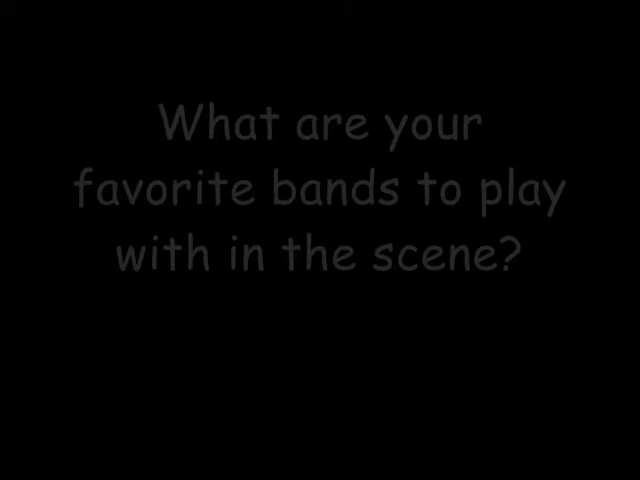 What are your
favorite bands to play
with in the scene?